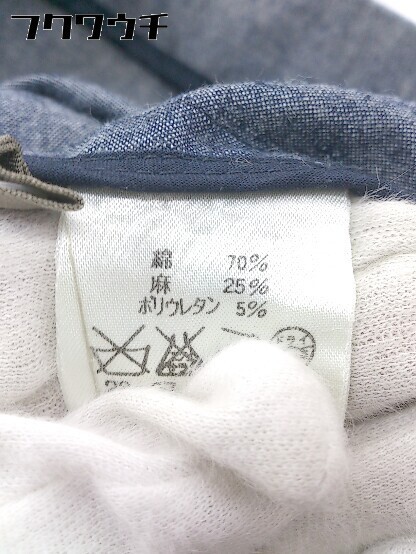 フクワウチ
綿 70%
麻 25%
ポリウレタン 5%